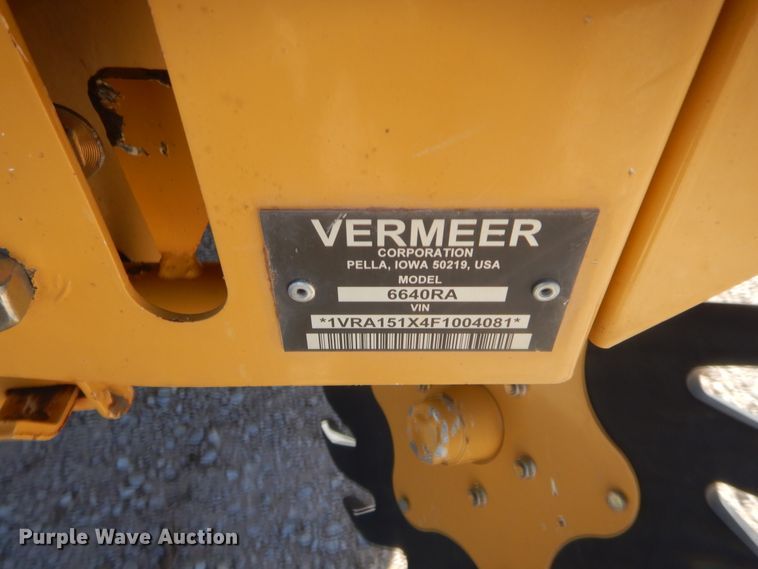 VERMEER
CORPORATION
PELLA, IOWA 50219, USA
MODEL
6640RA
VIN
*1VRA151X4F1004081*
Purple Wave Auction